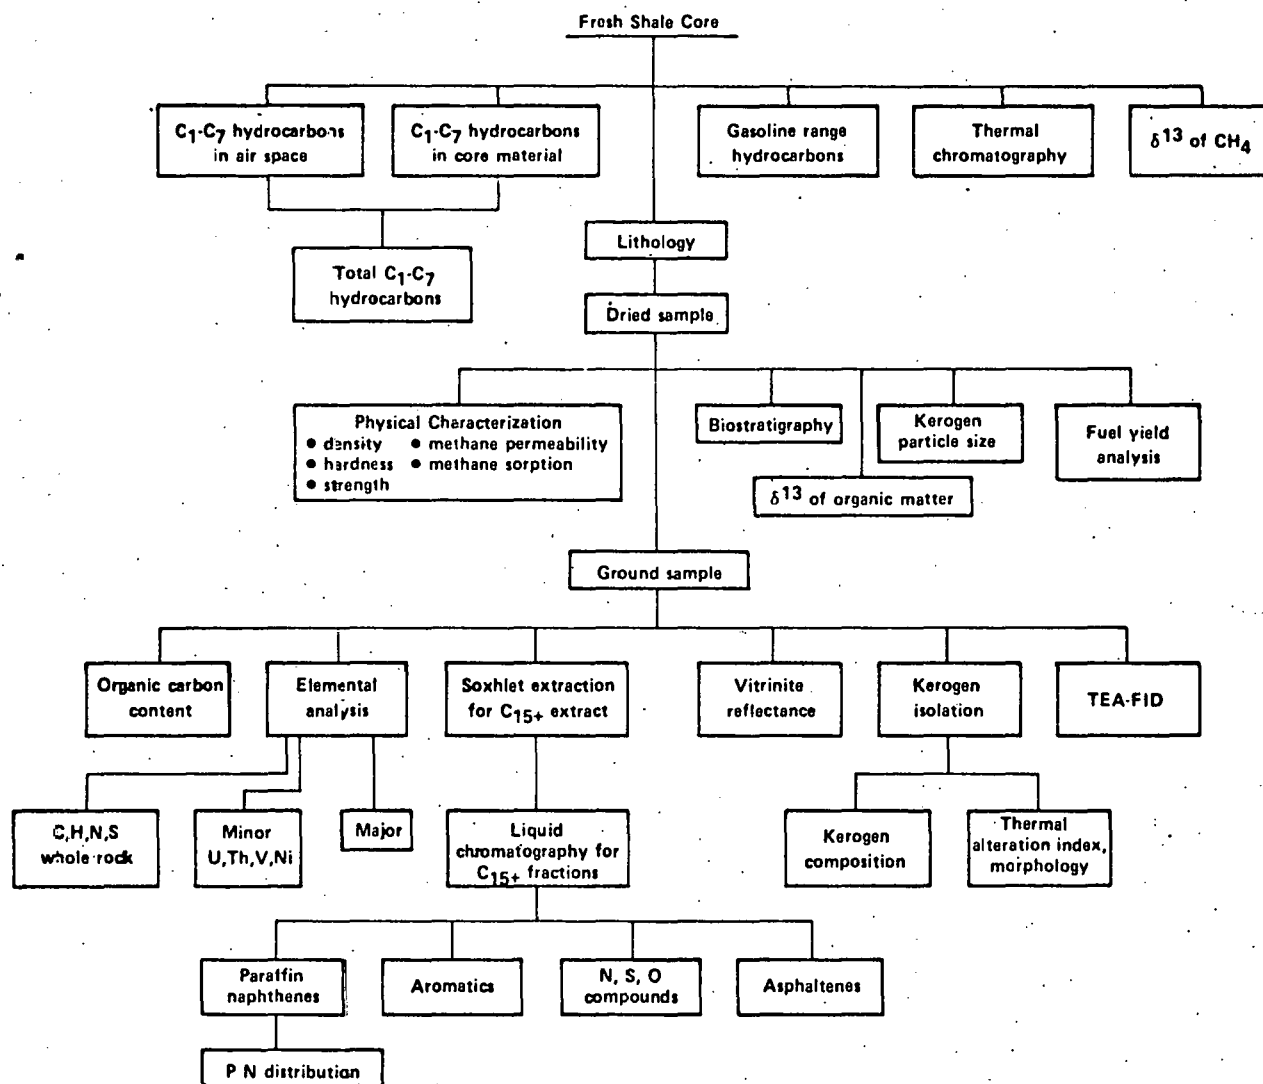 Fresh Shale Core
C1-C7 hydrocarbons
in air space
C1-C7 hydrocarbons
in core material
Gasoline range
hydrocarbons
Thermal
chromatography
δ13 of CH4
Lithology
Total C1-C7
hydrocarbons
Dried sample
Physical Characterization
● density ● methane permeability
● hardness ● methane sorption
● strength
Biostratigraphy
Kerogen
particle size
Fuel yield
analysis
δ13 of organic matter
Ground sample
Organic carbon
content
Elemental
analysis
Soxhlet extraction
for C15+ extract
Vitrinite
reflectance
Kerogen
isolation
TEA-FID
C,H,N,S
whole rock
Minor
U,Th,V,Ni
Major
Liquid
chromatography for
C15+ fractions
Kerogen
composition
Thermal
alteration index,
morphology
Paraffin
naphthenes
Aromatics
N, S, O
compounds
Asphaltenes
P N distribution